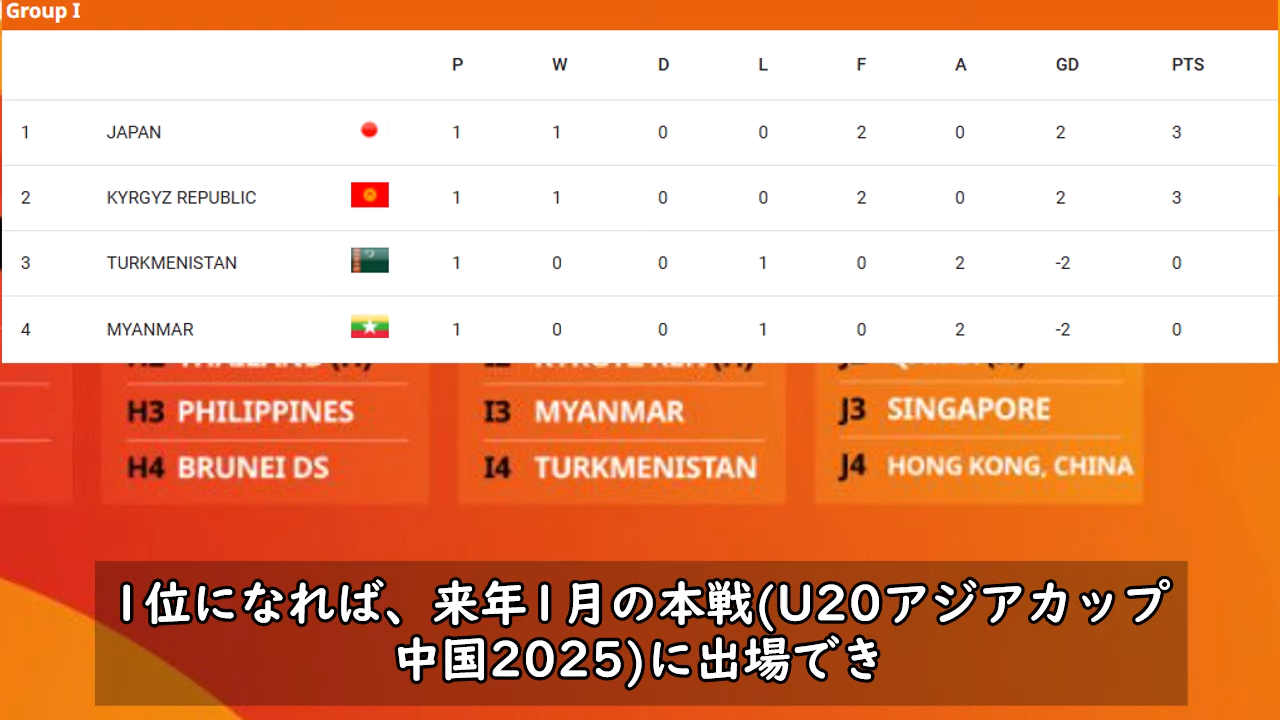 Group I
P W D L F A GD PTS
1 JAPAN 1 1 0 0 2 0 2 3
2 KYRGYZ REPUBLIC 1 1 0 0 2 0 2 3
3 TURKMENISTAN 1 0 0 1 0 2 -2 0
4 MYANMAR 1 0 0 1 0 2 -2 0
H3 PHILIPPINES
H4 BRUNEI DS
I3 MYANMAR
I4 TURKMENISTAN
J3 SINGAPORE
J4 HONG KONG, CHINA
1位になれば、来年1月の本戦(U20アジアカップ
中国2025)に出場でき